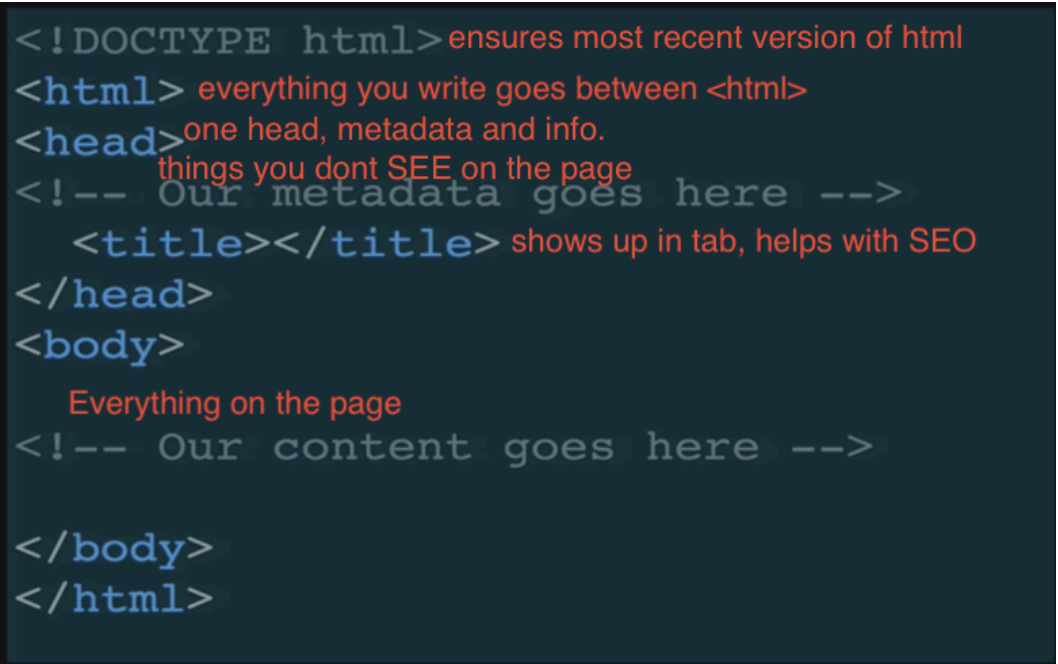 <!DOCTYPE html> ensures most recent version of html
<html> everything you write goes between <html>
<head> one head, metadata and info.
things you dont SEE on the page
<!-- Our metadata goes here -->
<title></title> shows up in tab, helps with SEO
</head>
<body>
Everything on the page
<!-- Our content goes here -->
</body>
</html>